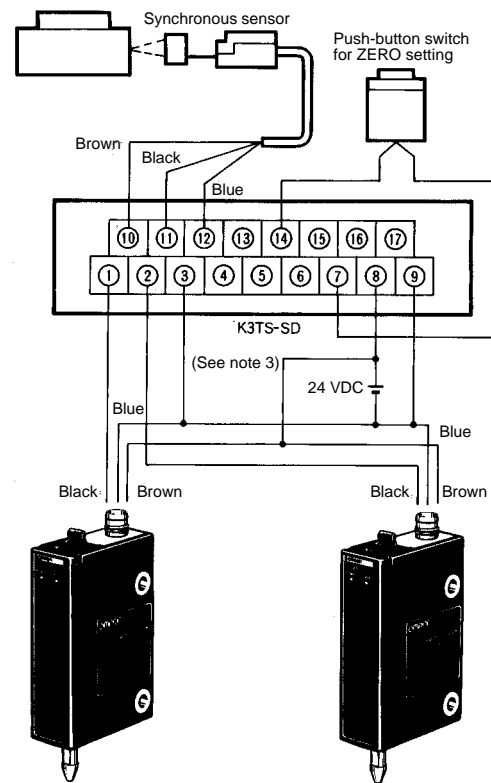 Synchronous sensor
Push-button switch
for ZERO setting
Brown
Black
Blue
10 11 12 13 14 15 16 17
1 2 3 4 5 6 7 8 9
K3TS-SD
(See note 3)
24 VDC
Blue
Blue
Black
Brown
Black
Brown